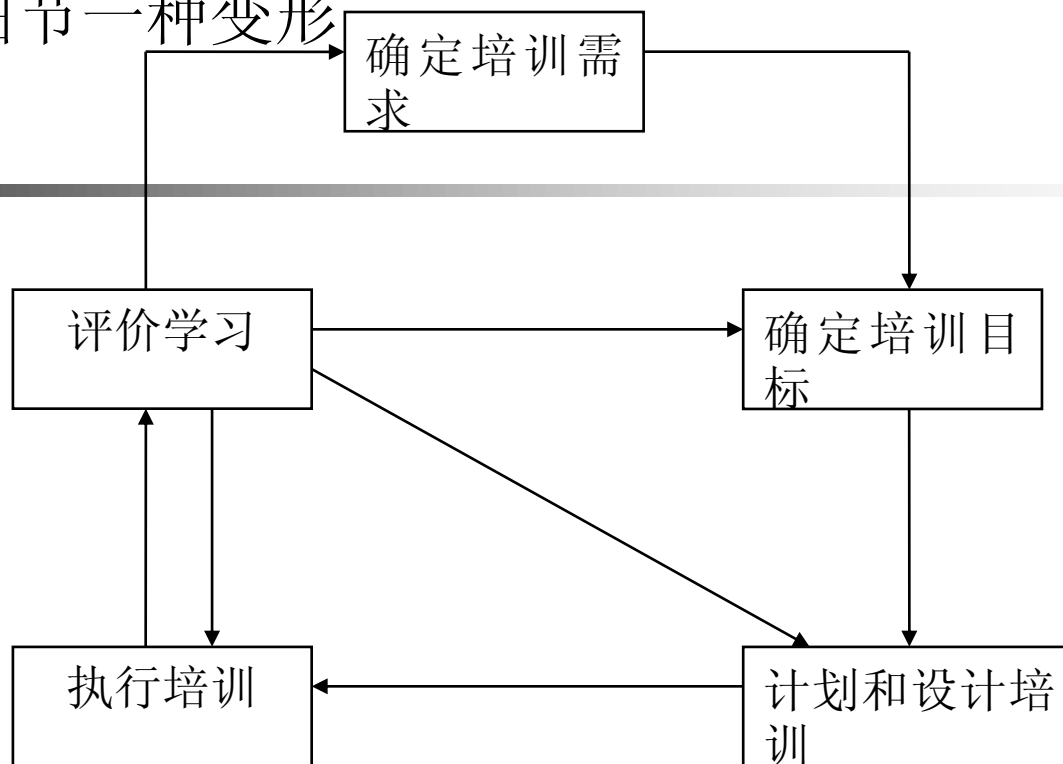 节一种变形
确定培训需
求
评价学习
确定培训目
标
执行培训
计划和设计培
训